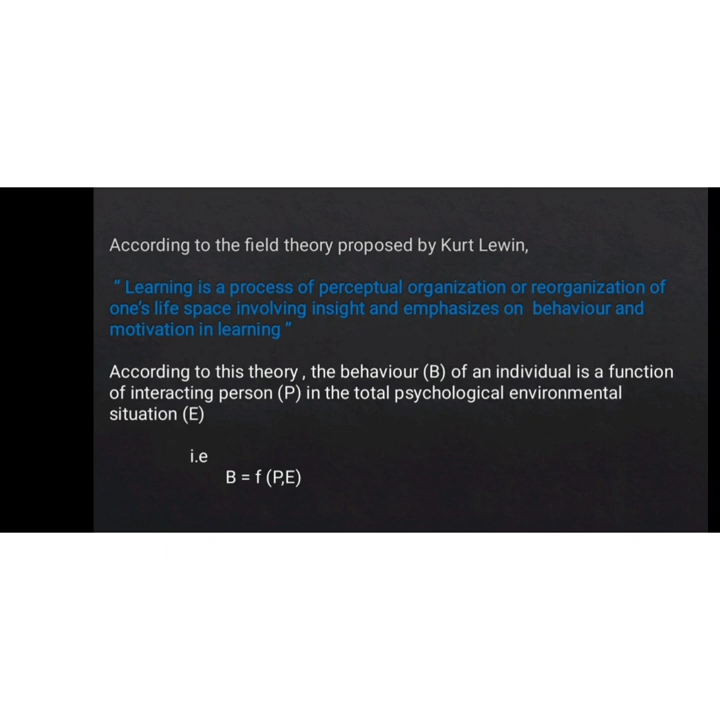 According to the field theory proposed by Kurt Lewin,
“ Learning is a process of perceptual organization or reorganization of
one’s life space involving insight and emphasizes on  behaviour and
motivation in learning ”
According to this theory , the behaviour (B) of an individual is a function
of interacting person (P) in the total psychological environmental
situation (E)
i.e
B = f (P,E)